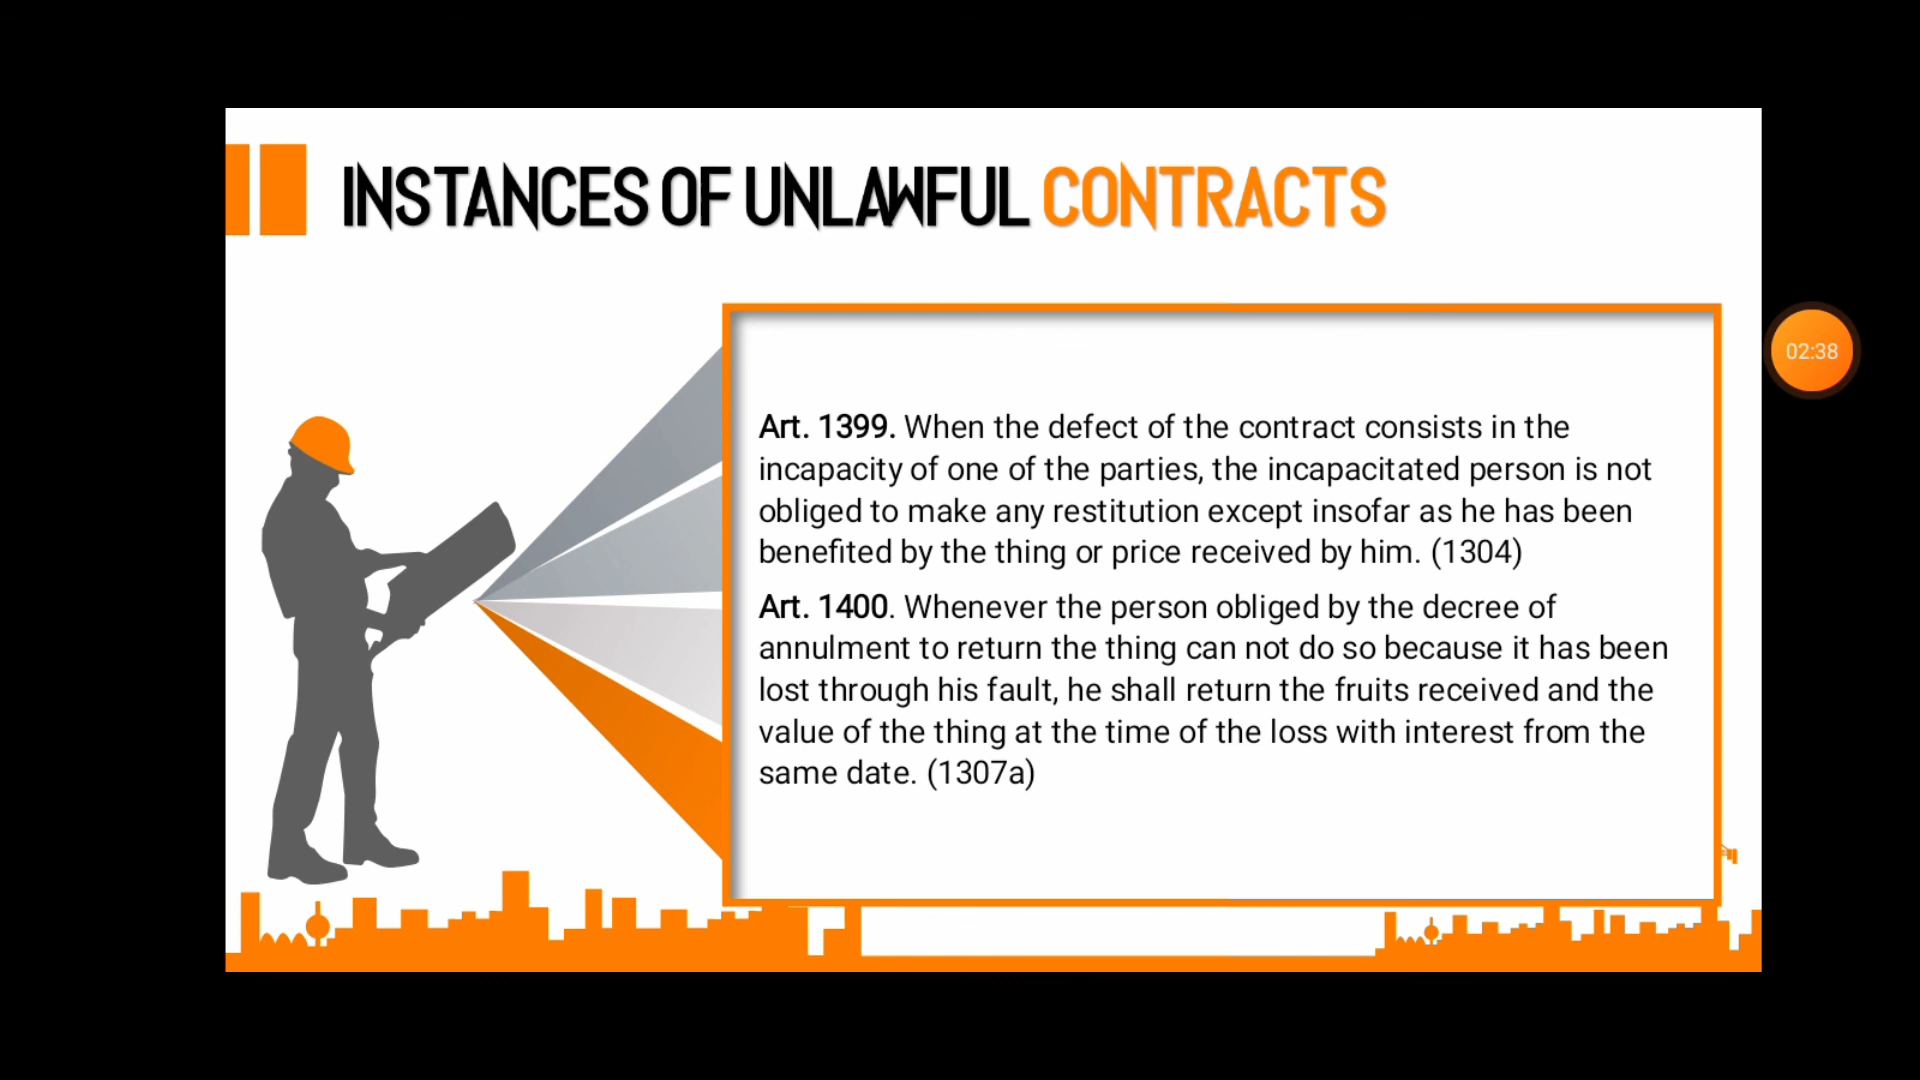 INSTANCES OF UNLAWFUL CONTRACTS
Art. 1399. When the defect of the contract consists in the
incapacity of one of the parties, the incapacitated person is not
obliged to make any restitution except insofar as he has been
benefited by the thing or price received by him. (1304)
Art. 1400. Whenever the person obliged by the decree of
annulment to return the thing can not do so because it has been
lost through his fault, he shall return the fruits received and the
value of the thing at the time of the loss with interest from the
same date. (1307a)
02:38